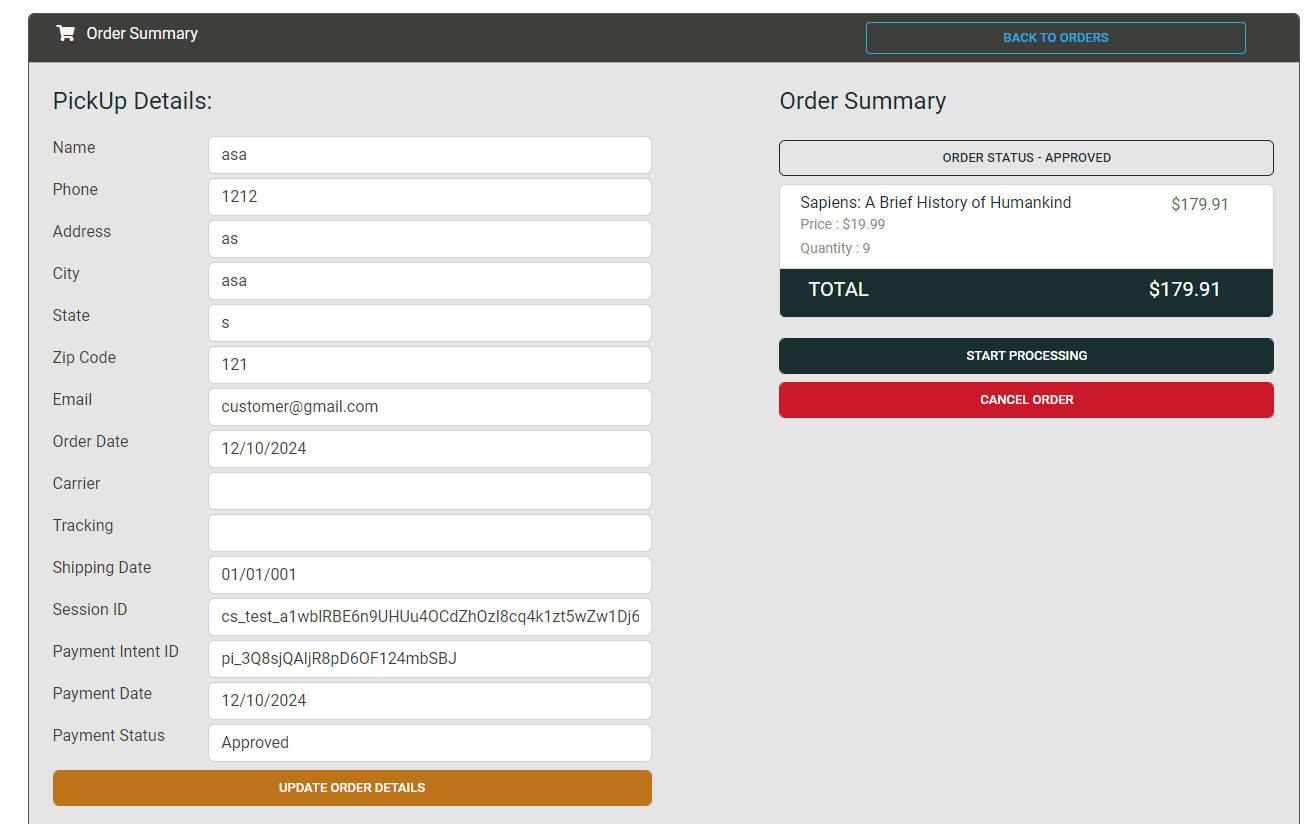 Order Summary
BACK TO ORDERS
PickUp Details:
Name
asa
Phone
1212
Address
as
City
asa
State
s
Zip Code
121
Email
customer@gmail.com
Order Date
12/10/2024
Carrier
Tracking
Shipping Date
01/01/001
Session ID
cs_test_a1wblRBE6n9UHUu4OCdZhOzI8cq4k1zt5wZw1Dj6
Payment Intent ID
pi_3Q8sjQAIjR8pD6OF124mbSBJ
Payment Date
12/10/2024
Payment Status
Approved
UPDATE ORDER DETAILS
Order Summary
ORDER STATUS - APPROVED
Sapiens: A Brief History of Humankind $179.91
Price : $19.99
Quantity : 9
TOTAL $179.91
START PROCESSING
CANCEL ORDER